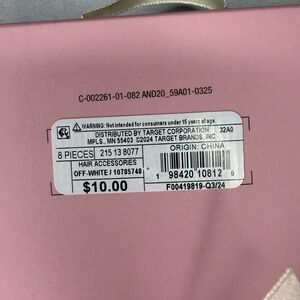 C-002261-01-082 AND20_59A01-0325
WARNING: Not intended for consumers under 15 years of age.
DISTRIBUTED BY TARGET CORPORATION 32A0
MPLS., MN 55403 ©2024 TARGET BRANDS, INC.
8 PIECES 215 13 8077 ORIGIN: CHINA
HAIR ACCESSORIES
OFF-WHITE / 10785748
$10.00
1 98420 10812 0
F00419819-Q3/24